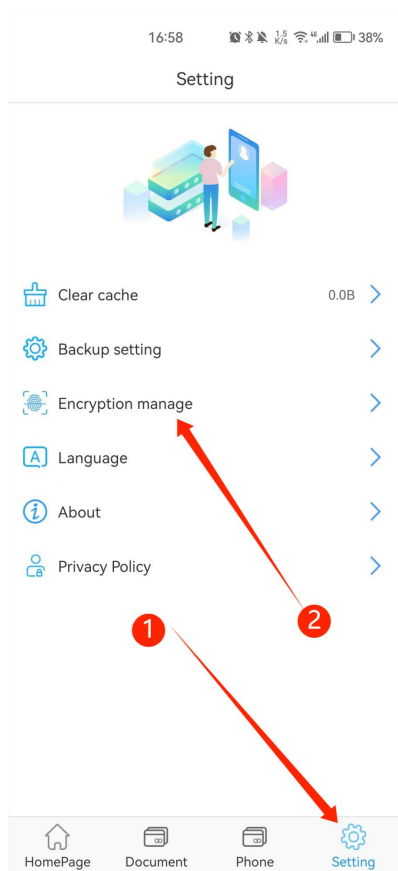 16:58 1.5 K/s 4G 38%
Setting
Clear cache 0.0B
Backup setting
Encryption manage
A Language
i About
Privacy Policy
1
2
HomePage Document Phone Setting